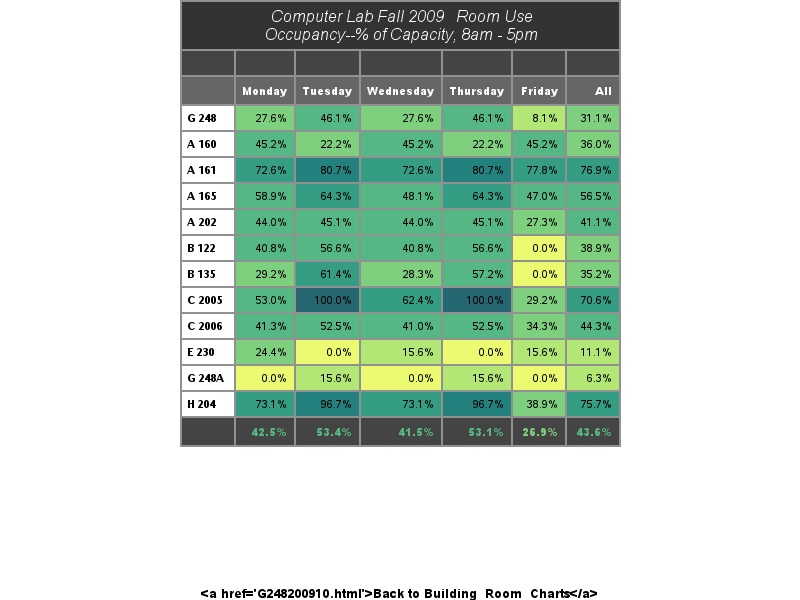 Computer Lab Fall 2009 Room Use
Occupancy--% of Capacity, 8am - 5pm
Monday Tuesday Wednesday Thursday Friday All
G 248 27.6% 46.1% 27.6% 46.1% 8.1% 31.1%
A 160 45.2% 22.2% 45.2% 22.2% 45.2% 36.0%
A 161 72.6% 80.7% 72.6% 80.7% 77.8% 76.9%
A 165 58.9% 64.3% 48.1% 64.3% 47.0% 56.5%
A 202 44.0% 45.1% 44.0% 45.1% 27.3% 41.1%
B 122 40.8% 56.6% 40.8% 56.6% 0.0% 38.9%
B 135 29.2% 61.4% 28.3% 57.2% 0.0% 35.2%
C 2005 53.0% 100.0% 62.4% 100.0% 29.2% 70.6%
C 2006 41.3% 52.5% 41.0% 52.5% 34.3% 44.3%
E 230 24.4% 0.0% 15.6% 0.0% 15.6% 11.1%
G 248A 0.0% 15.6% 0.0% 15.6% 0.0% 6.3%
H 204 73.1% 96.7% 73.1% 96.7% 38.9% 75.7%
42.5% 53.4% 41.5% 53.1% 26.9% 43.6%
<a href='G248200910.html'>Back to Building Room Charts</a>